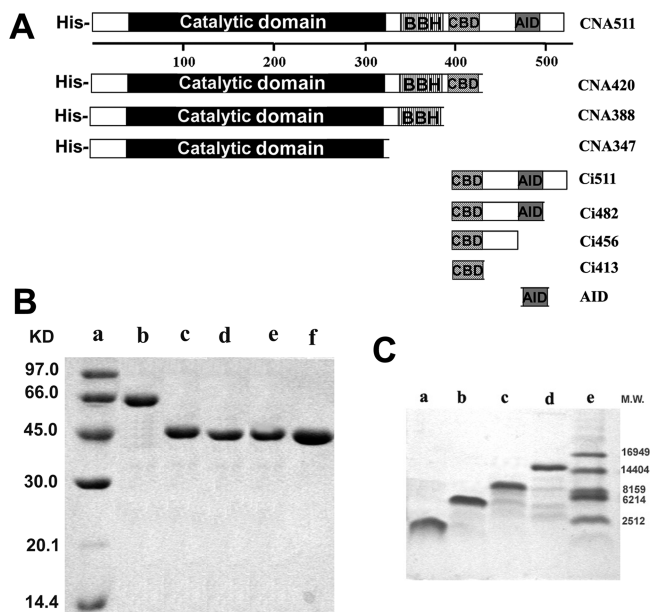 A
His- Catalytic domain BBH CBD AID CNA511
100 200 300 400 500
His- Catalytic domain BBH CBD CNA420
His- Catalytic domain BBH CNA388
His- Catalytic domain CNA347
CBD AID Ci511
CBD AID Ci482
CBD Ci456
CBD Ci413
AID AID
B
KD a b c d e f
97.0
66.0
45.0
30.0
20.1
14.4
C
a b c d e M.W.
16949
14404
8159
6214
2512